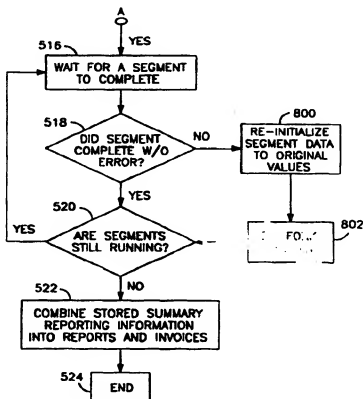 A
YES
516
WAIT FOR A SEGMENT
TO COMPLETE
518
DID SEGMENT
COMPLETE W/O
ERROR?
NO
800
RE-INITIALIZE
SEGMENT DATA
TO ORIGINAL
VALUES
YES
520
YES
ARE SEGMENTS
STILL RUNNING?
802
NO
522
COMBINE STORED SUMMARY
REPORTING INFORMATION
INTO REPORTS AND INVOICES
524
END